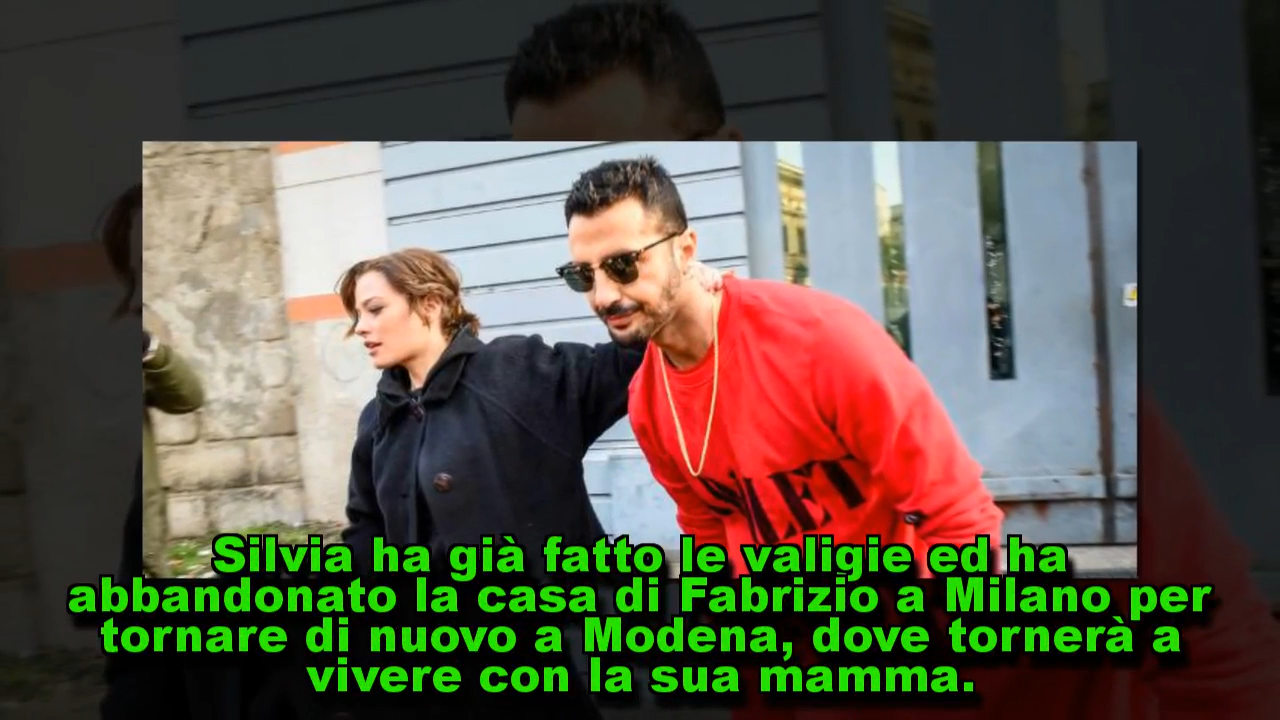 Silvia ha già fatto le valigie ed ha
abbandonato la casa di Fabrizio a Milano per
tornare di nuovo a Modena, dove tornerà a
vivere con la sua mamma.